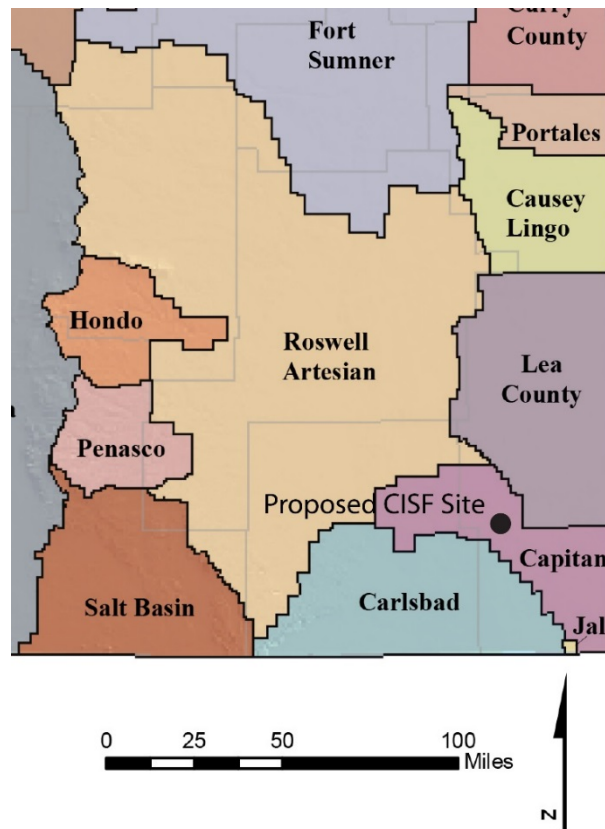 Curry
County
Fort
Sumner
Portales
Causey
Lingo
Hondo
Roswell
Artesian
Lea
County
Penasco
Proposed CISF Site
Capitan
Salt Basin
Carlsbad
Jal
0 25 50 100
Miles
N